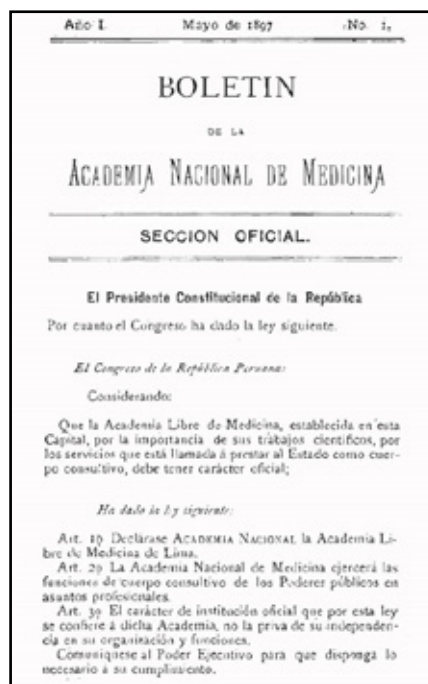 Año I. Mayo de 1897 No. 1.
BOLETIN
DE LA
ACADEMIA NACIONAL DE MEDICINA
SECCION OFICIAL.
El Presidente Constitucional de la República
Por cuanto el Congreso ha dado la ley siguiente.
El Congreso de la República Peruana:
Considerando:
Que la Academia Libre de Medicina, establecida en esta
Capital, por la importancia de sus trabajos científicos, por
los servicios que está llamada á prestar al Estado como cuer-
po consultivo, debe tener carácter oficial;
Ha dado la ley siguiente:
Art. 1º Declárase ACADEMIA NACIONAL la Academia Li-
bre de Medicina de Lima.
Art. 2º La Academia Nacional de Medicina ejercerá las
funciones de cuerpo consultivo de los Poderes públicos en
asuntos profesionales.
Art. 3º El carácter de institución oficial que por esta ley
se confiere á dicha Academia, no la priva de su independen-
cia en su organización y funciones.
Comuníquese al Poder Ejecutivo para que disponga lo
necesario á su cumplimiento.